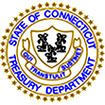 STATE OF CONNECTICUT
QUI TRANSTULIT SUSTINET
TREASURY DEPARTMENT